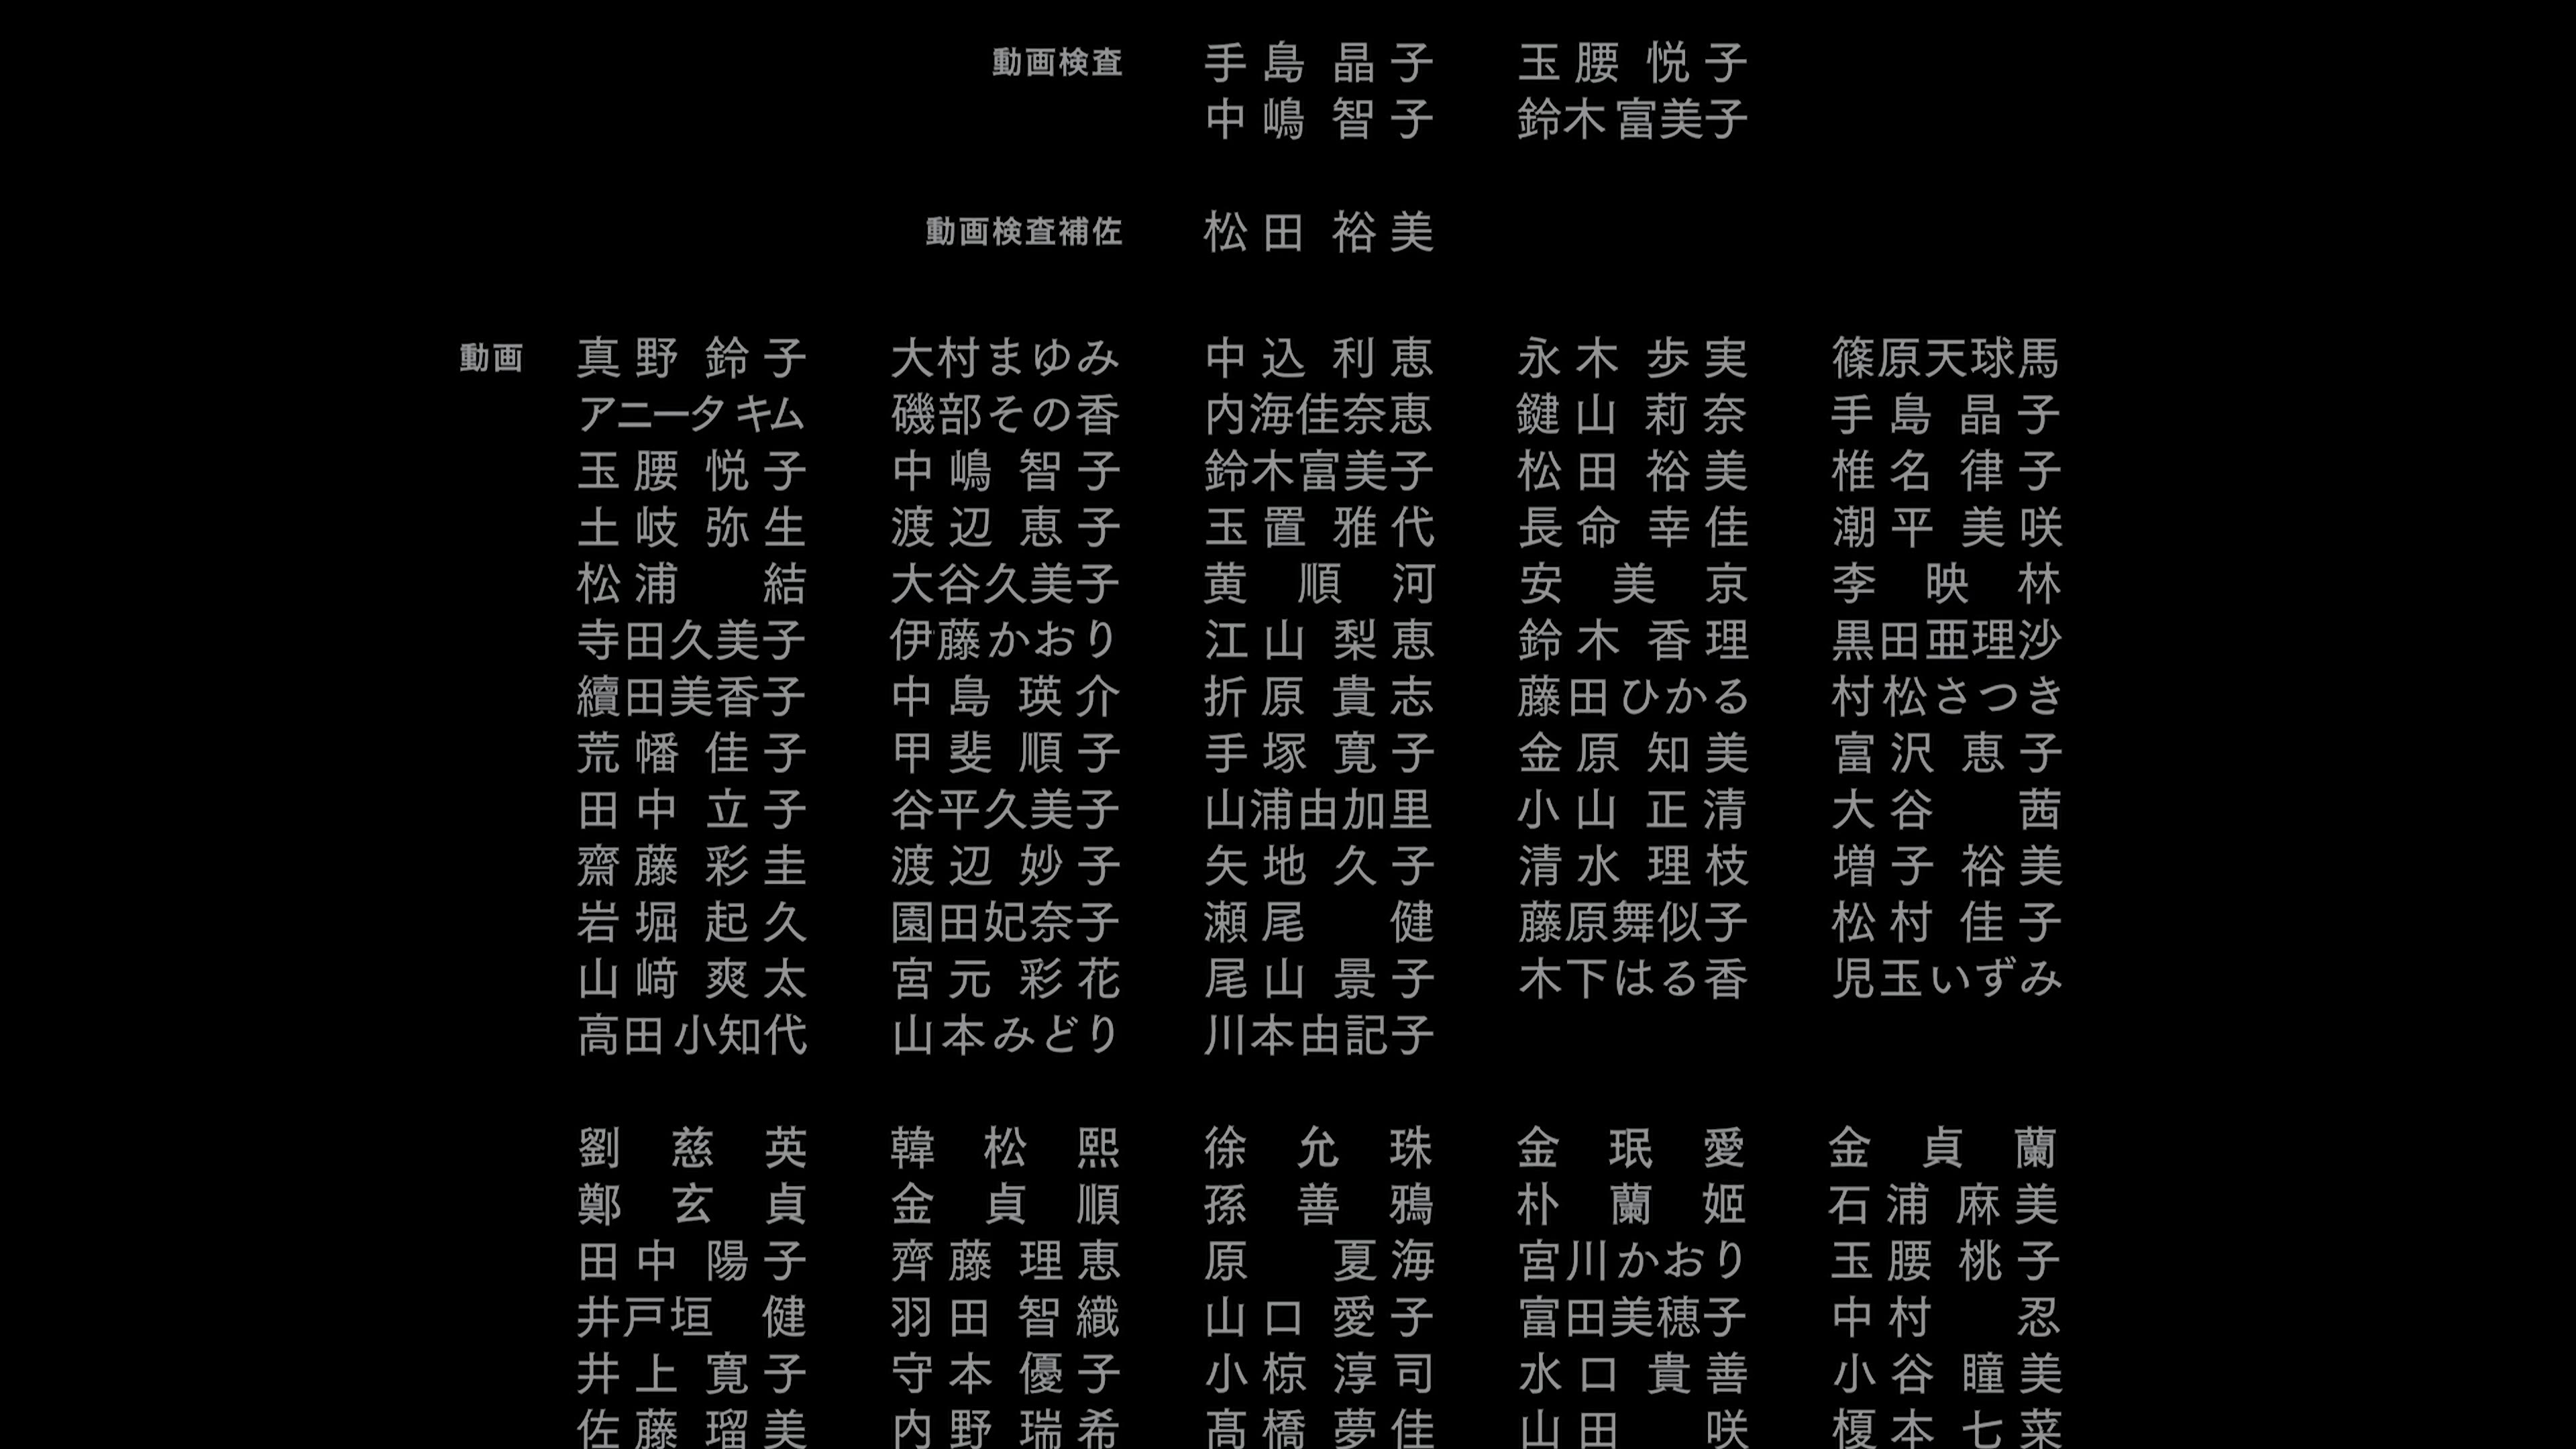 動画検査 手島晶子 玉腰悦子
中嶋智子 鈴木富美子
動画検査補佐 松田裕美
動画 真野鈴子 大村まゆみ 中込利恵 永木歩実 篠原天球馬
アニータ キム 磯部その香 内海佳奈恵 鍵山莉奈 手島晶子
玉腰悦子 中嶋智子 鈴木富美子 松田裕美 椎名律子
土岐弥生 渡辺恵子 玉置雅代 長命幸佳 潮平美咲
松浦結 大谷久美子 黄順河 安美京 李映林
寺田久美子 伊藤かおり 江山梨恵 鈴木香理 黒田亜理沙
續田美香子 中島瑛介 折原貴志 藤田ひかる 村松さつき
荒幡佳子 甲斐順子 手塚寛子 金原知美 富沢恵子
田中立子 谷平久美子 山浦由加里 小山正清 大谷茜
齋藤彩圭 渡辺妙子 矢地久子 清水理枝 増子裕美
岩堀起久 園田妃奈子 瀬尾健 藤原舞似子 松村佳子
山﨑爽太 宮元彩花 尾山景子 木下はる香 児玉いずみ
高田小知代 山本みどり 川本由記子
劉慈英 韓松熙 徐允珠 金珉愛 金貞蘭
鄭玄貞 金貞順 孫善鴉 朴蘭姫 石浦麻美
田中陽子 齊藤理恵 原夏海 宮川かおり 玉腰桃子
井戸垣健 羽田智織 山口愛子 富田美穂子 中村忍
井上寛子 守本優子 小椋淳司 水口貴善 小谷瞳美
佐藤瑠美 内野瑞希 髙橋夢佳 山田咲 榎本七菜